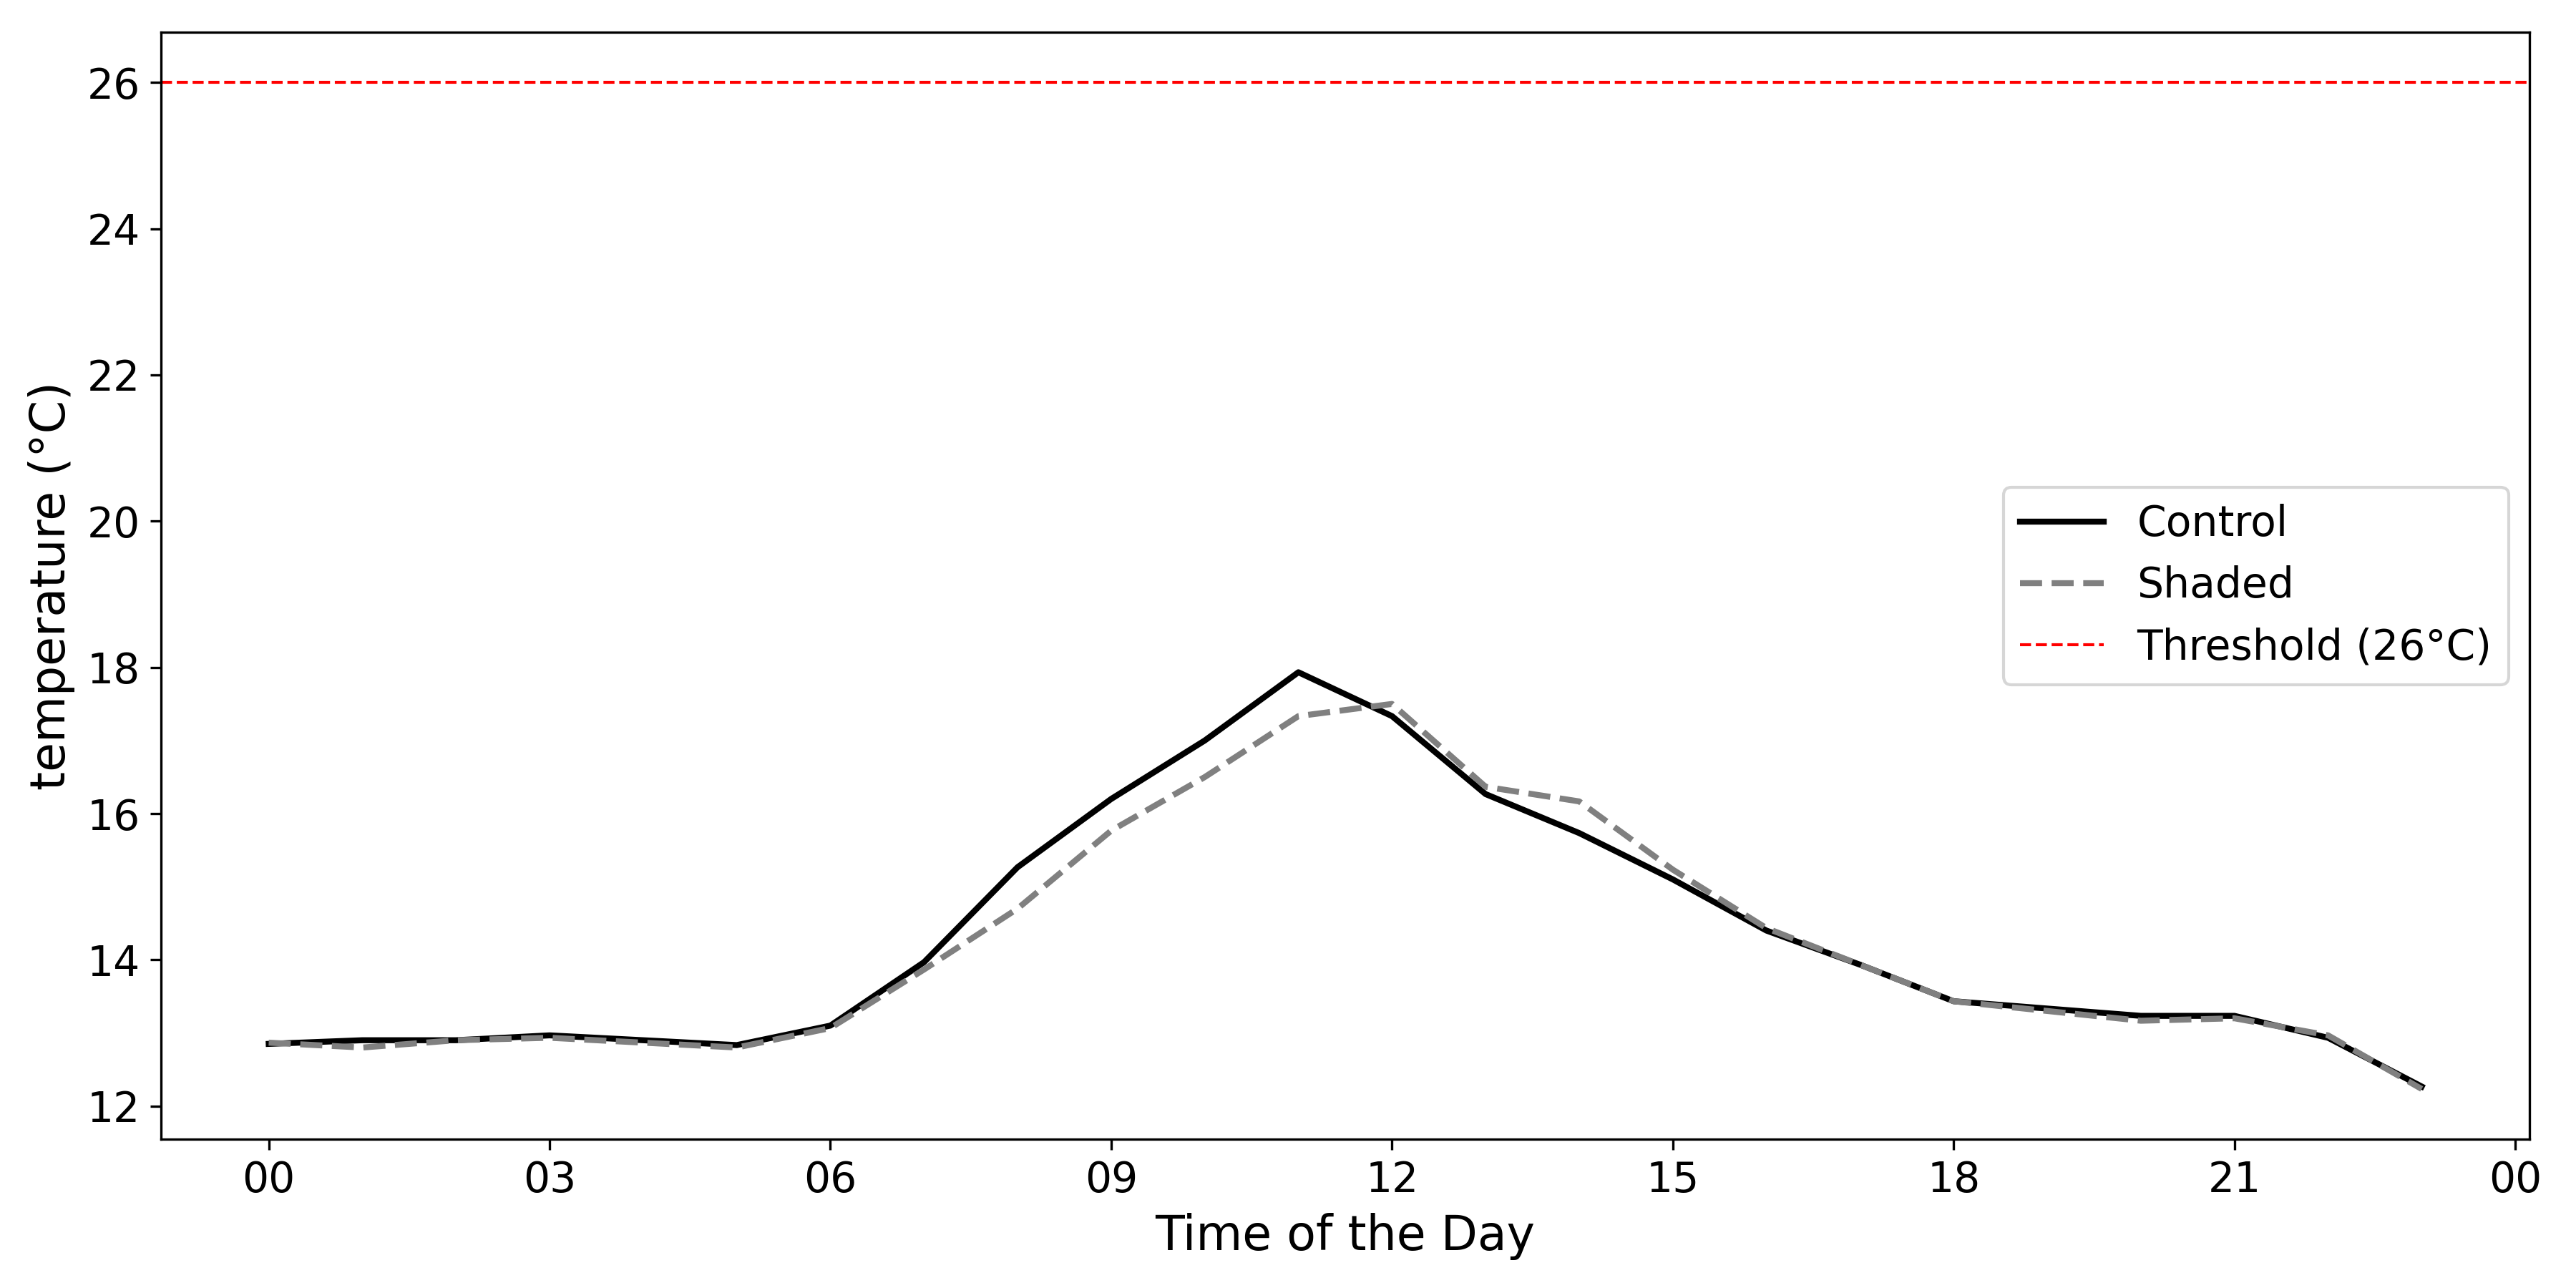 temperature (°C)
26
24
22
20
18
16
14
12
Control
Shaded
Threshold (26°C)
00 03 06 09 12 15 18 21 00
Time of the Day